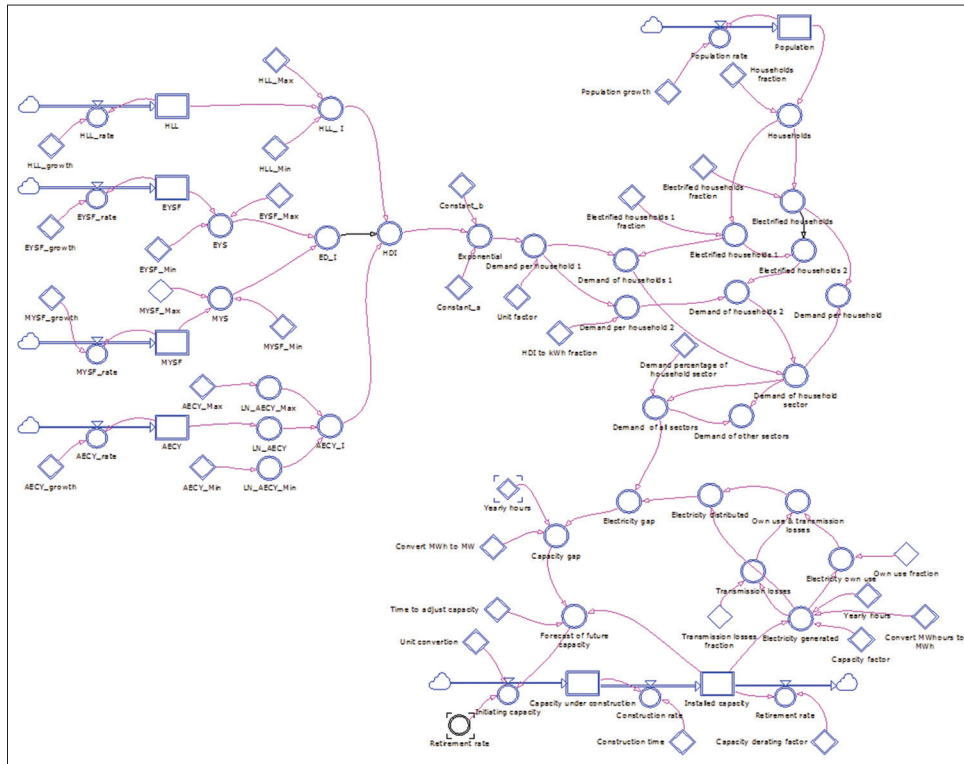 Population
Population rate
Households
fraction
Population growth
HLL_Max
HLL
HLL_I
HLL_rate
HLL_growth
HLL_Min
Households
Electrified households
fraction
EYSF
EYSF_rate
EYSF_Max
EYS
EYSF_growth
EYSF_Min
Constant_b
Electrified households 1
fraction
Electrified households
ED_I
HDI
Exponential
Demand per household 1
Electrified households 1
Electrified households 2
Demand of households 1
Unit factor
Constant_a
MYSF_growth
MYSF_Max
MYS
MYSF_Min
MYSF
MYSF_rate
Demand of households 2
Demand per household
Demand per household 2
HDI to kWh fraction
Demand percentage of
household sector
Demand of household
sector
AECY_Max
LN_AECY_Max
AECY
AECY_rate
LN_AECY
AECY_I
AECY_growth
AECY_Min
LN_AECY_Min
Demand of all sectors
Demand of other sectors
Yearly hours
Electricity gap
Electricity distributed
Own use & transmission
losses
Convert MWh to MW
Capacity gap
Electricity own use
Own use fraction
Transmission losses
Yearly hours
Time to adjust capacity
Forecast of future
capacity
Transmission losses
fraction
Electricity generated
Convert MWhours to
MWh
Capacity factor
Unit convertion
Initiating capacity
Capacity under construction
Construction rate
Installed capacity
Retirement rate
Retirement rate
Construction time
Capacity derating factor